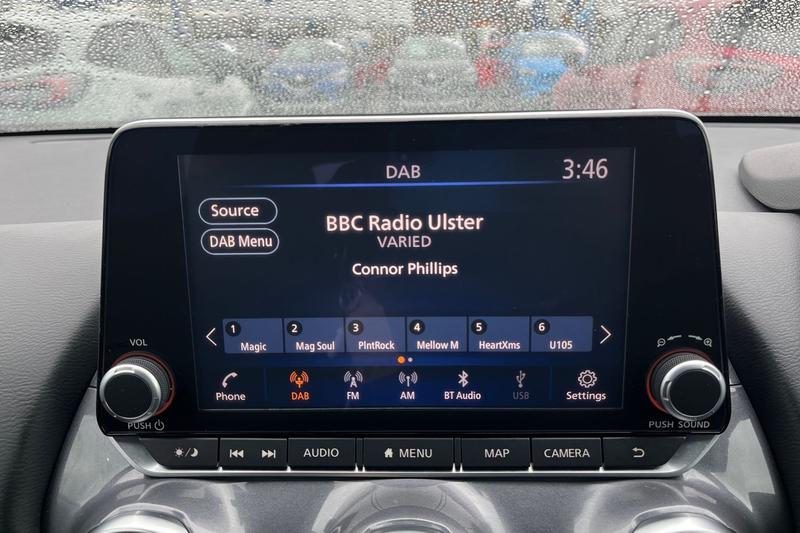 DAB 3:46
Source
DAB Menu
BBC Radio Ulster
VARIED
Connor Phillips
1 Magic
2 Mag Soul
3 PlntRock
4 Mellow M
5 HeartXms
6 U105
Phone
DAB
FM
AM
BT Audio
USB
Settings
VOL
PUSH
PUSH SOUND
AUDIO
MENU
MAP
CAMERA